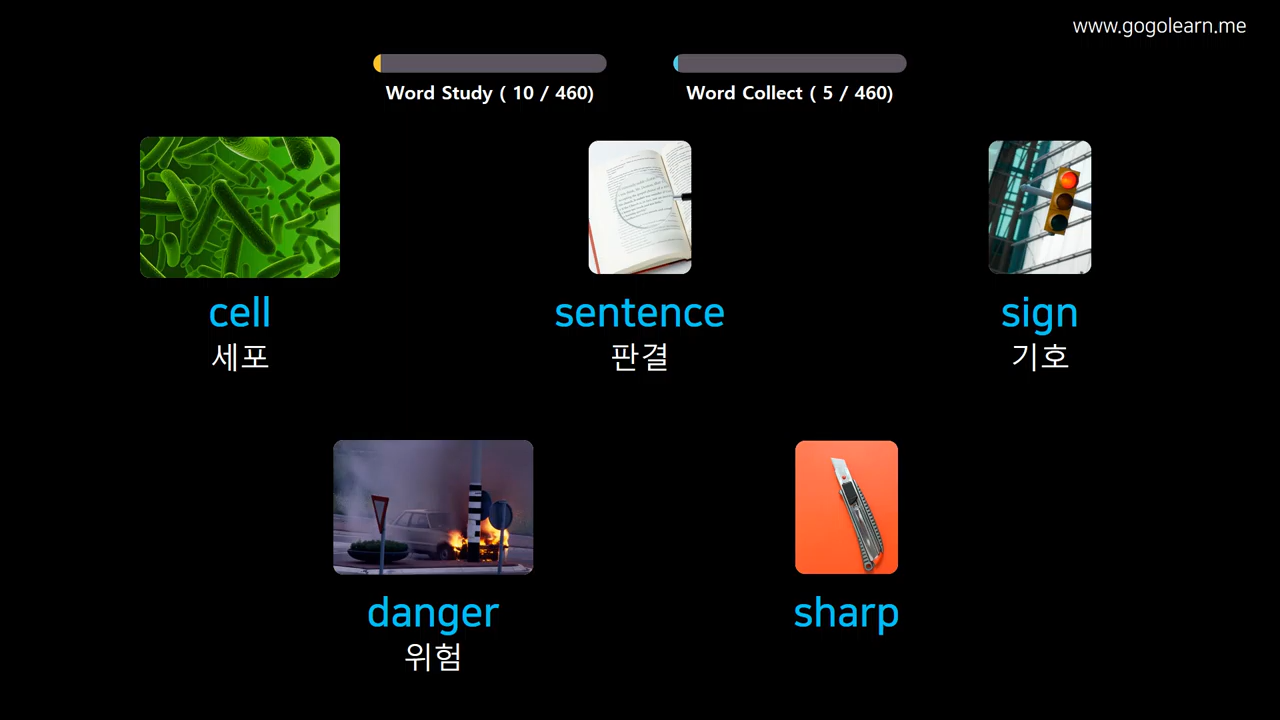 www.gogolearn.me
Word Study ( 10 / 460)
Word Collect ( 5 / 460)
cell
세포
sentence
판결
sign
기호
danger
위험
sharp